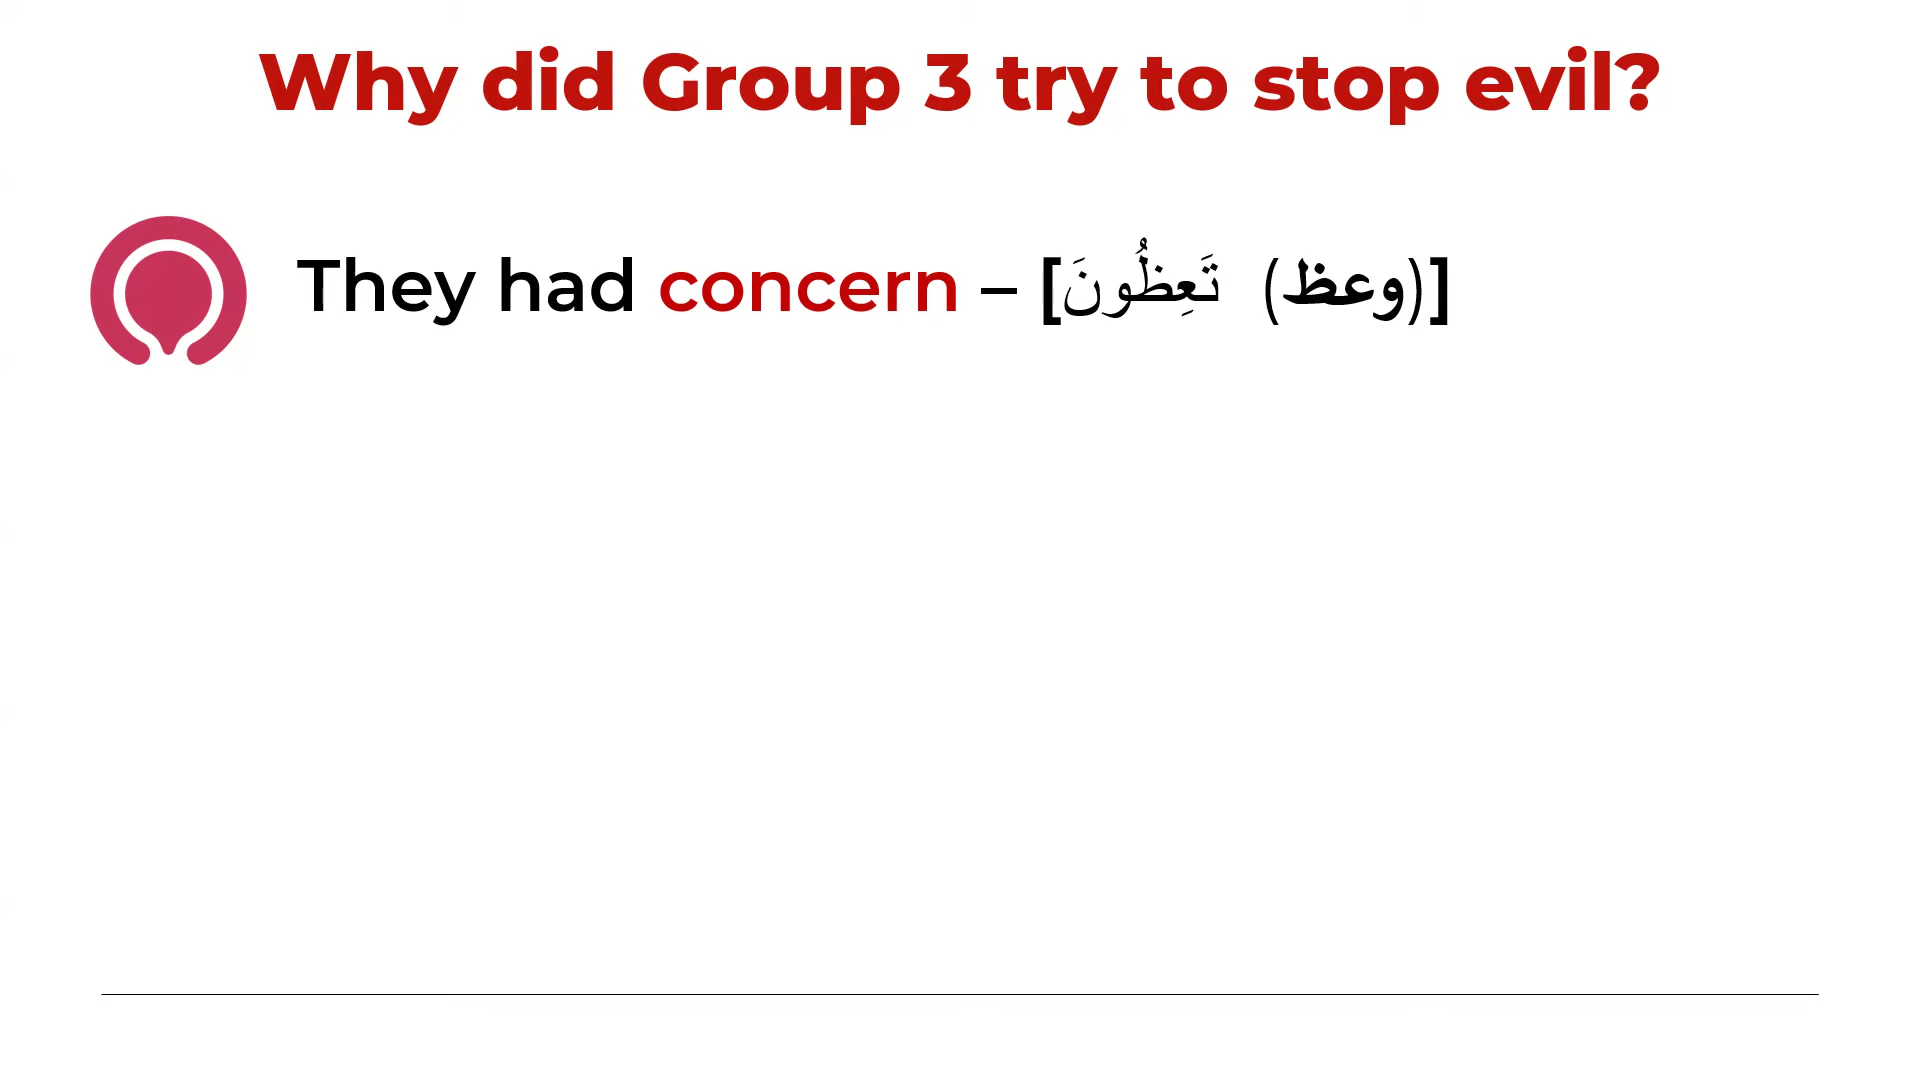 Why did Group 3 try to stop evil?
They had concern – [تَعِظُونَ (وعظ)]